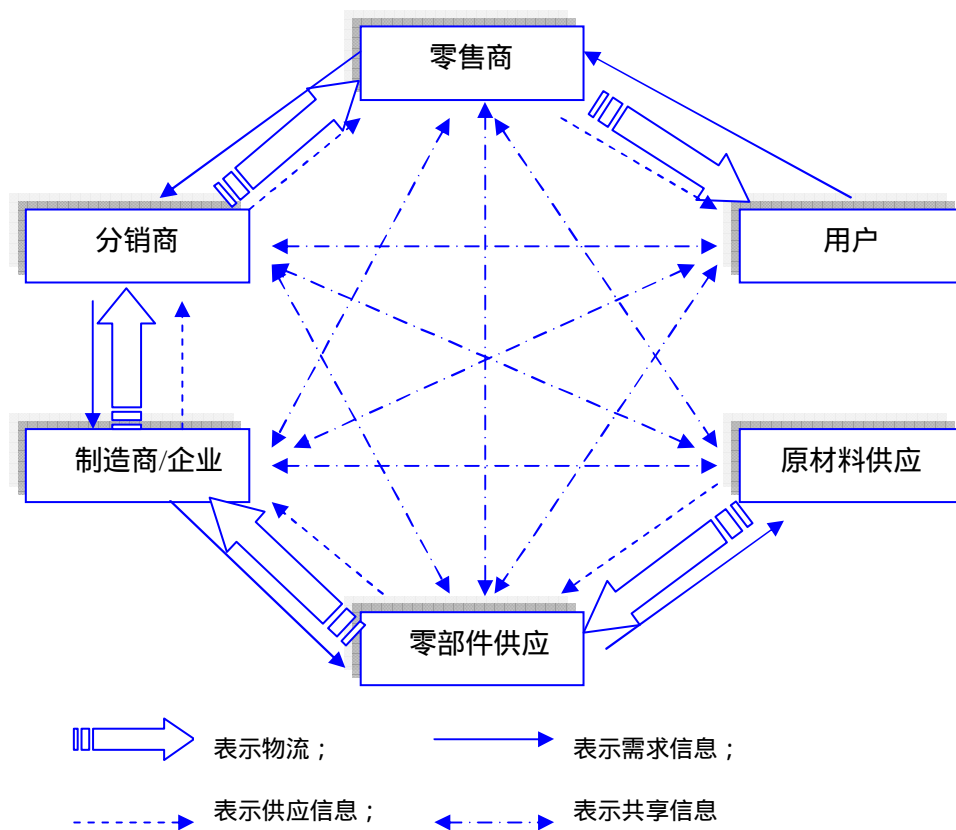 零售商
分销商
用户
制造商/企业
原材料供应
零部件供应
表示物流；
表示需求信息；
表示供应信息；
表示共享信息